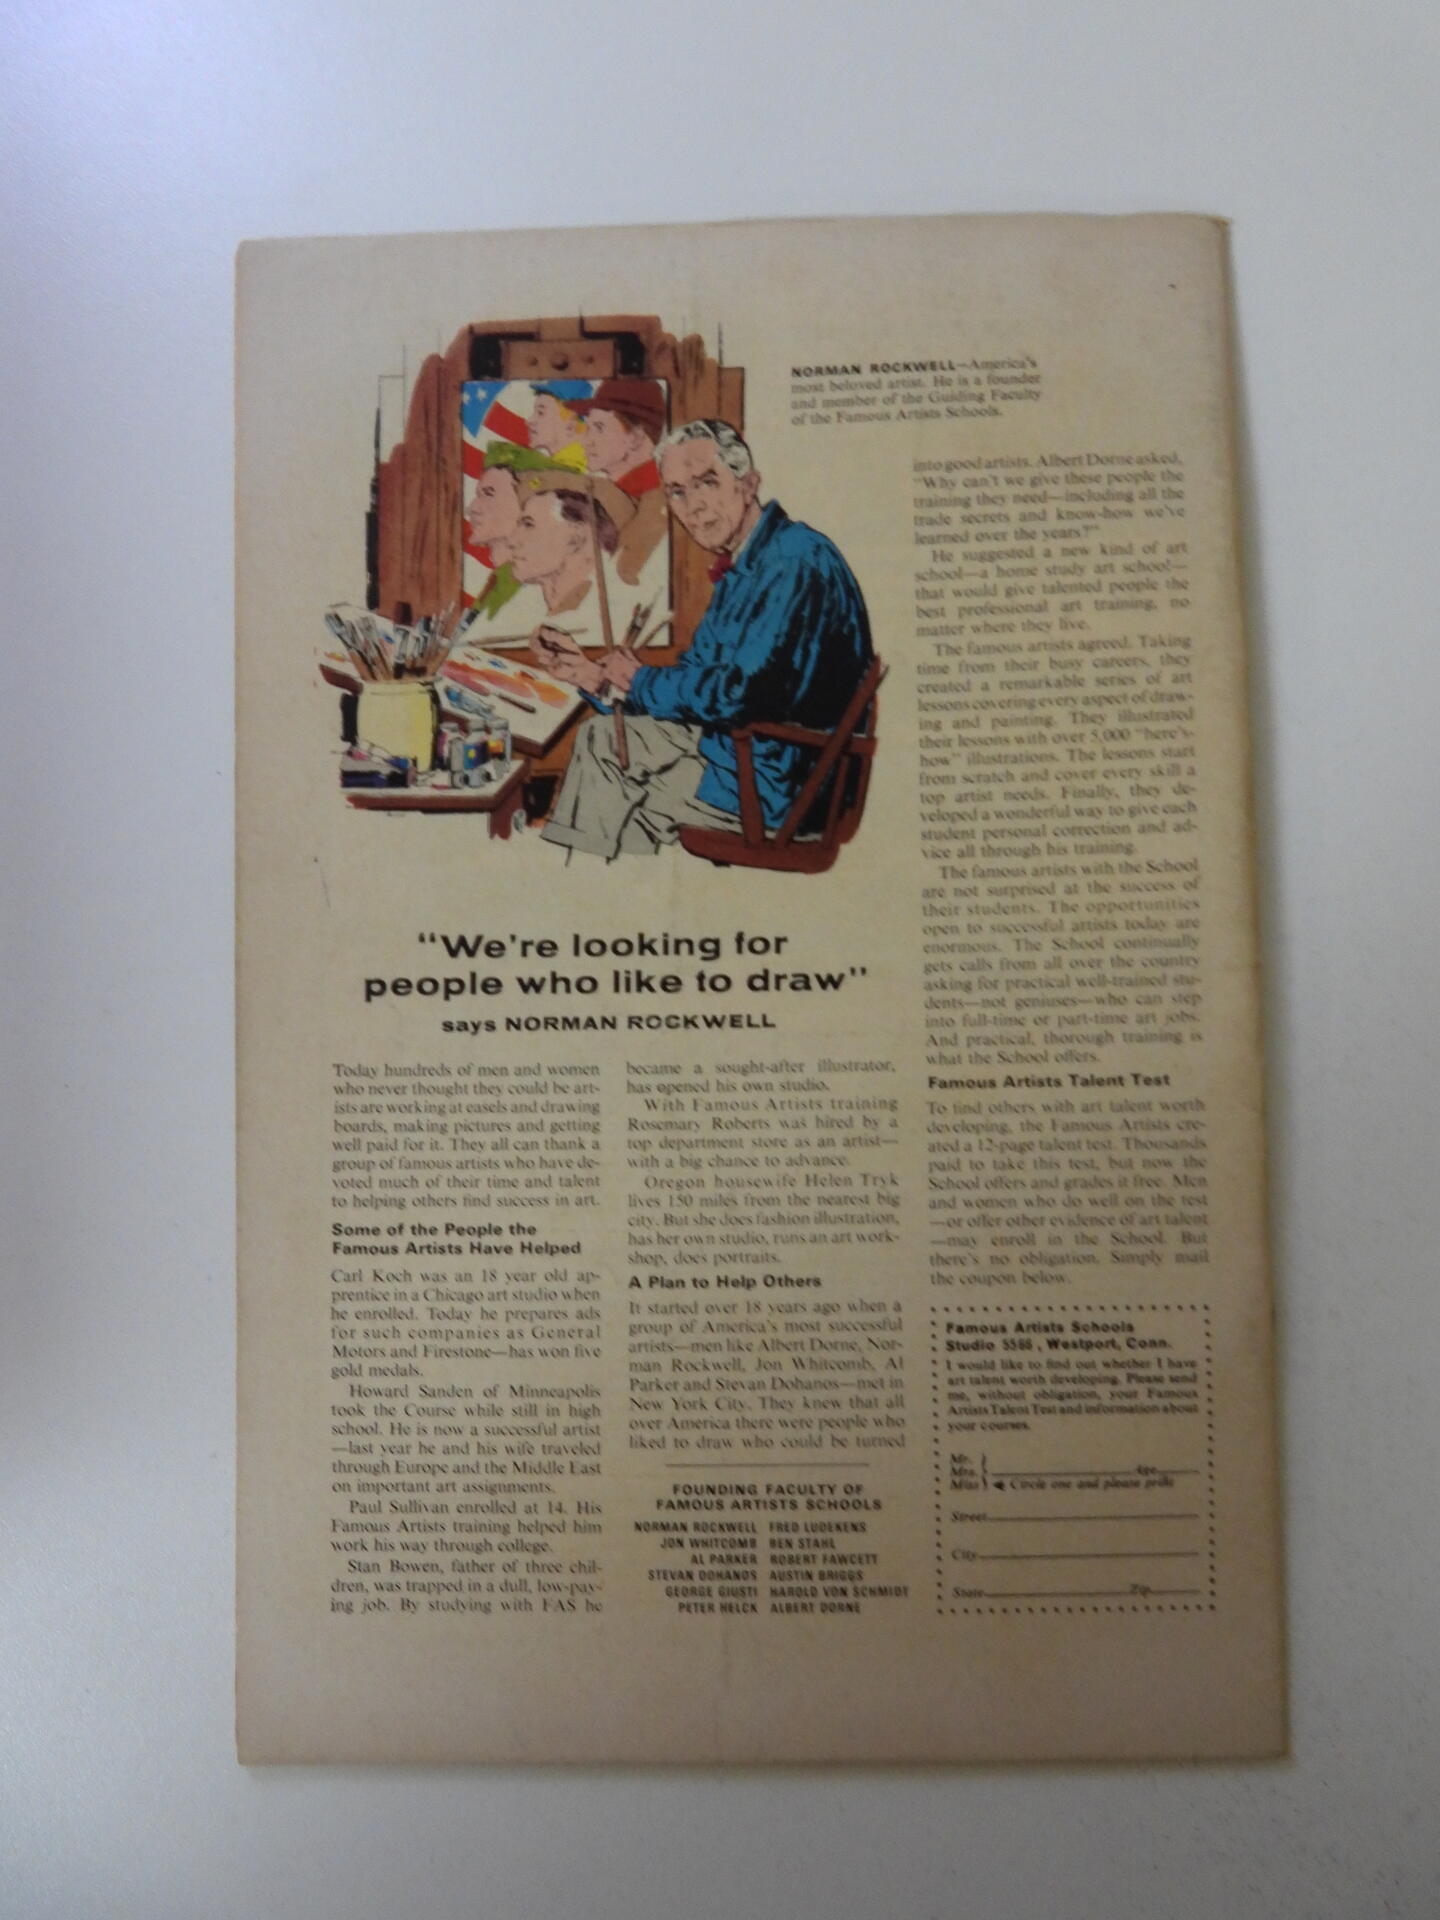 NORMAN ROCKWELL—America's
most beloved artist. He is a founder
and member of the Guiding Faculty
of the Famous Artists Schools.
"We're looking for
people who like to draw"
says NORMAN ROCKWELL
Today hundreds of men and women
who never thought they could be art-
ists are working at easels and drawing
boards, making pictures and getting
well paid for it. They all can thank a
group of famous artists who have de-
voted much of their time and talent
to helping others find success in art.
Some of the People the
Famous Artists Have Helped
Carl Koch was an 18 year old ap-
prentice in a Chicago art studio when
he enrolled. Today he prepares ads
for such companies as General
Motors and Firestone—has won five
gold medals.
Howard Sanden of Minneapolis
took the Course while still in high
school. He is now a successful artist
—last year he and his wife traveled
through Europe and the Middle East
on important art assignments.
Paul Sullivan enrolled at 14. His
Famous Artists training helped him
work his way through college.
Stan Bowen, father of three chil-
dren, was trapped in a dull, low-pay-
ing job. By studying with FAS he
became a sought-after illustrator,
has opened his own studio.
With Famous Artists training
Rosemary Roberts was hired by a
top department store as an artist—
with a big chance to advance.
Oregon housewife Helen Tryk
lives 150 miles from the nearest big
city. But she does fashion illustration,
has her own studio, runs an art work-
shop, does portraits.
A Plan to Help Others
It started over 18 years ago when a
group of America's most successful
artists—men like Albert Dorne, Nor-
man Rockwell, Jon Whitcomb, Al
Parker and Stevan Dohanos—met in
New York City. They knew that all
over America there were people who
liked to draw who could be turned
FOUNDING FACULTY OF
FAMOUS ARTISTS SCHOOLS
NORMAN ROCKWELL FRED LUDEKENS
JON WHITCOMB BEN STAHL
AL PARKER ROBERT FAWCETT
STEVAN DOHANOS AUSTIN BRIGGS
GEORGE GIUSTI HAROLD VON SCHMIDT
PETER HELCK ALBERT DORNE
into good artists. Albert Dorne asked,
"Why can't we give these people the
training they need—including all the
trade secrets and know-how we've
learned over the years?"
He suggested a new kind of art
school—a home study art school—
that would give talented people the
best professional art training, no
matter where they live.
The famous artists agreed. Taking
time from their busy careers, they
created a remarkable series of art
lessons covering every aspect of draw-
ing and painting. They illustrated
their lessons with over 5,000 "here's-
how" illustrations. The lessons start
from scratch and cover every skill a
top artist needs. Finally, they de-
veloped a wonderful way to give each
student personal correction and ad-
vice all through his training.
The famous artists with the School
are not surprised at the success of
their students. The opportunities
open to successful artists today are
enormous. The School continually
gets calls from all over the country
asking for practical well-trained stu-
dents—not geniuses—who can step
into full-time or part-time art jobs.
And practical, thorough training is
what the School offers.
Famous Artists Talent Test
To find others with art talent worth
developing, the Famous Artists cre-
ated a 12-page talent test. Thousands
paid to take this test, but now the
School offers and grades it free. Men
and women who do well on the test
—or offer other evidence of art talent
—may enroll in the School. But
there's no obligation. Simply mail
the coupon below.
Famous Artists Schools
Studio 5566, Westport, Conn.
I would like to find out whether I have
art talent worth developing. Please send
me, without obligation, your Famous
Artists Talent Test and information about
your courses.
Mr.
Mrs. Age
Miss Circle one and please print
Street
City
State Zip